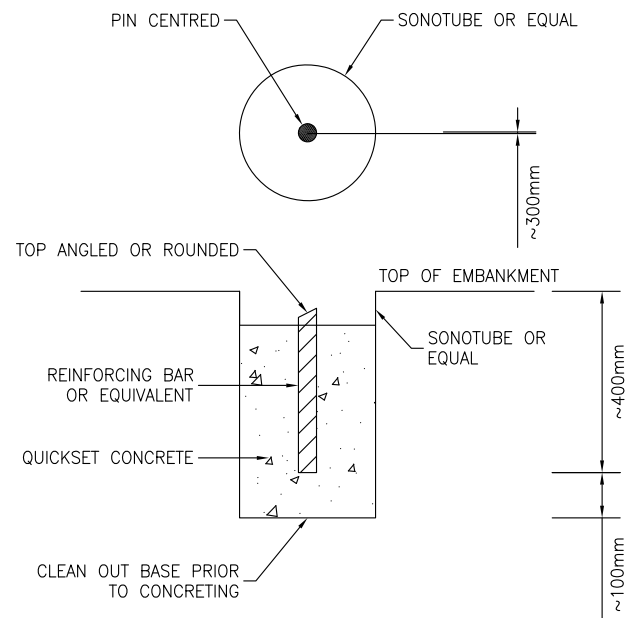 PIN CENTRED
SONOTUBE OR EQUAL
~300mm
TOP ANGLED OR ROUNDED
TOP OF EMBANKMENT
SONOTUBE OR
EQUAL
REINFORCING BAR
OR EQUIVALENT
~400mm
QUICKSET CONCRETE
CLEAN OUT BASE PRIOR
TO CONCRETING
~100mm